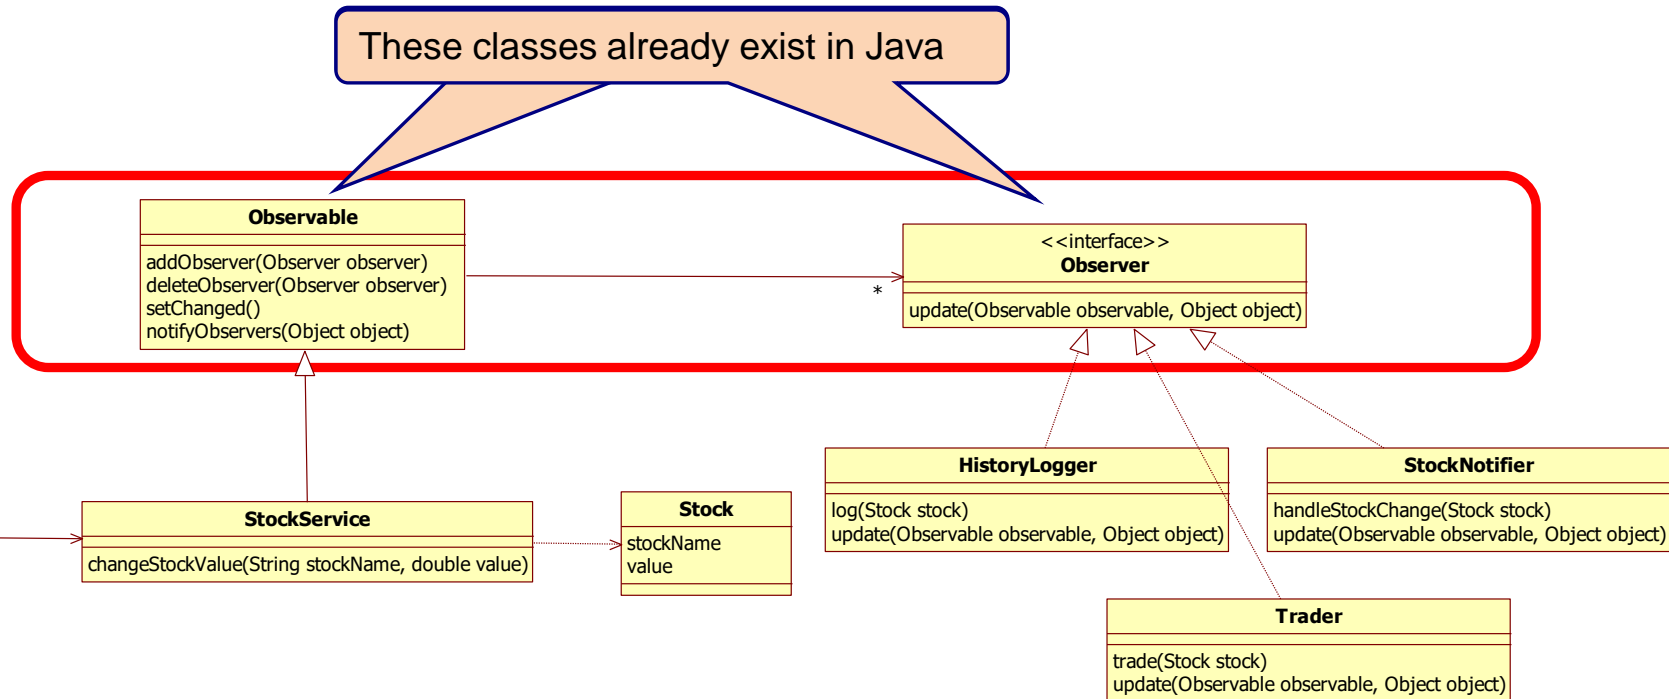 These classes already exist in Java
Observable
addObserver(Observer observer)
deleteObserver(Observer observer)
setChanged()
notifyObservers(Object object)
*
<<interface>>
Observer
update(Observable observable, Object object)
StockService
changeStockValue(String stockName, double value)
Stock
stockName
value
HistoryLogger
log(Stock stock)
update(Observable observable, Object object)
StockNotifier
handleStockChange(Stock stock)
update(Observable observable, Object object)
Trader
trade(Stock stock)
update(Observable observable, Object object)